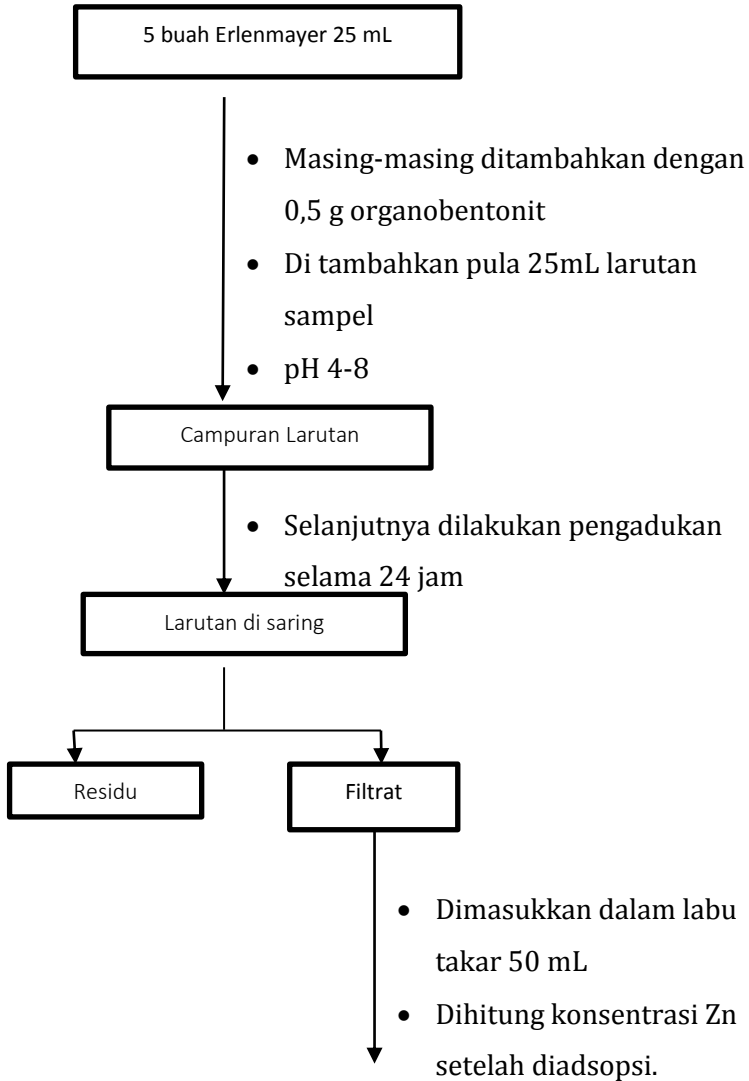 5 buah Erlenmayer 25 mL
• Masing-masing ditambahkan dengan
0,5 g organobentonit
• Di tambahkan pula 25mL larutan
sampel
• pH 4-8
Campuran Larutan
• Selanjutnya dilakukan pengadukan
selama 24 jam
Larutan di saring
Residu
Filtrat
• Dimasukkan dalam labu
takar 50 mL
• Dihitung konsentrasi Zn
setelah diadsopsi.